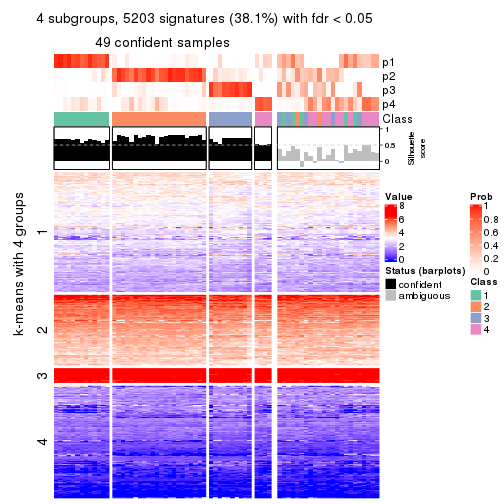 4 subgroups, 5203 signatures (38.1%) with fdr < 0.05
49 confident samples
p1
p2
p3
p4
Class
1
0.5
0
Silhouette
score
k-means with 4 groups
1
2
3
4
Value
8
6
4
2
0
Status (barplots)
confident
ambiguous
Prob
1
0.8
0.6
0.4
0.2
0
Class
1
2
3
4